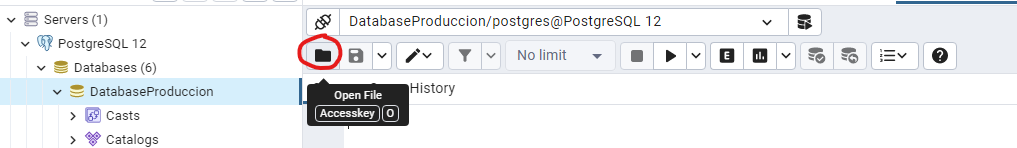 Servers (1)
PostgreSQL 12
Databases (6)
DatabaseProduccion
Casts
Catalogs
DatabaseProduccion/postgres@PostgreSQL 12
No limit
E
Open File
Accesskey O
History